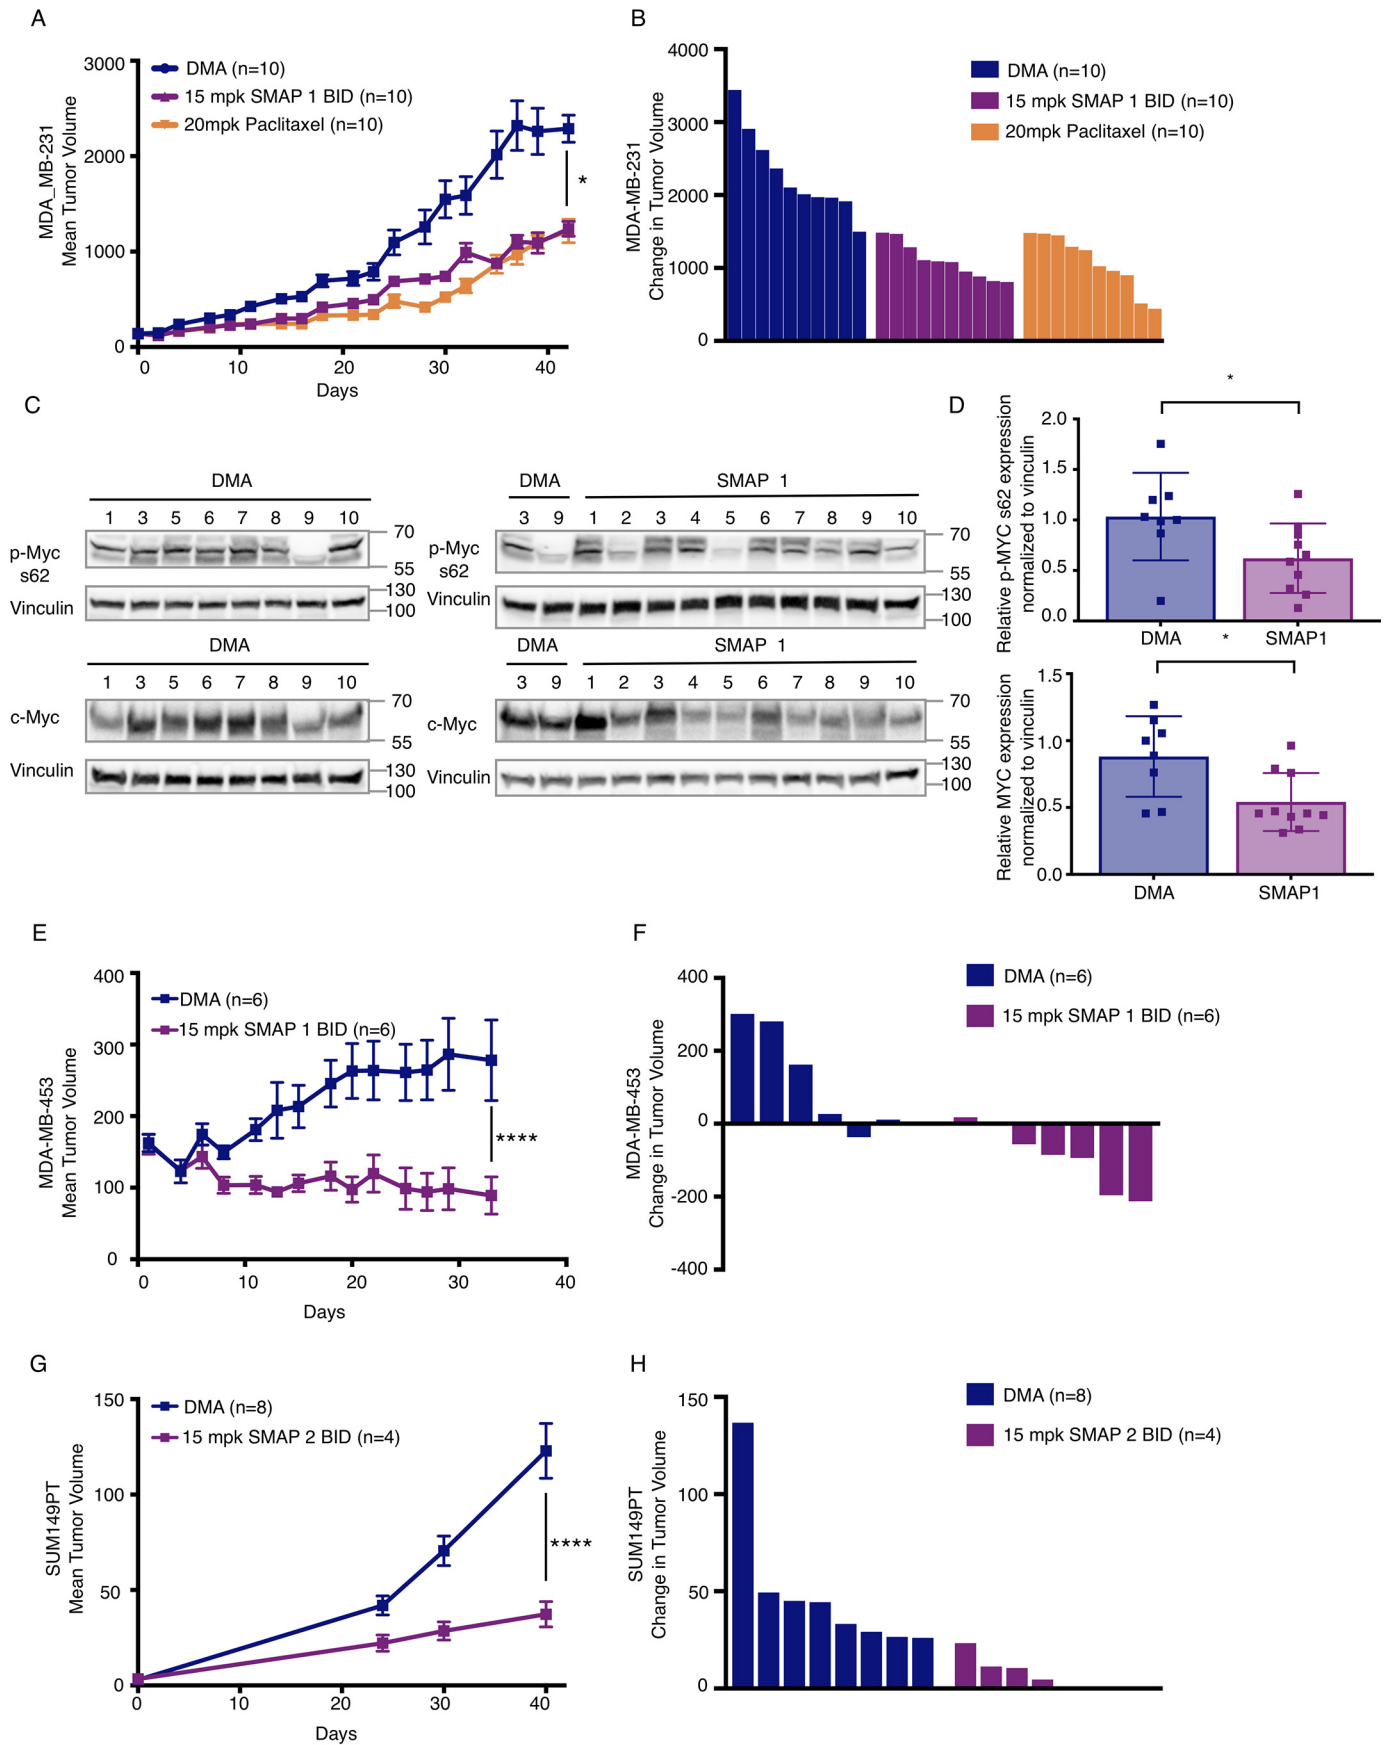 A
MDA_MB-231
Mean Tumor Volume
3000
2000
1000
0
DMA (n=10)
15 mpk SMAP 1 BID (n=10)
20mpk Paclitaxel (n=10)
*
0 10 20 30 40
Days
B
MDA-MB-231
Change in Tumor Volume
4000
3000
2000
1000
0
DMA (n=10)
15 mpk SMAP 1 BID (n=10)
20mpk Paclitaxel (n=10)
C
DMA
1 3 5 6 7 8 9 10
p-Myc
s62
70
55
Vinculin
130
100
DMA SMAP 1
3 9 1 2 3 4 5 6 7 8 9 10
p-Myc
s62
70
55
Vinculin
130
100
DMA
1 3 5 6 7 8 9 10
c-Myc
70
55
Vinculin
130
100
DMA SMAP 1
3 9 1 2 3 4 5 6 7 8 9 10
c-Myc
70
55
Vinculin
130
100
D
Relative p-MYC s62 expression
normalized to vinculin
2.0
1.5
1.0
0.5
0.0
*
DMA SMAP1
Relative MYC expression
normalized to vinculin
1.5
1.0
0.5
0.0
*
DMA SMAP1
E
MDA-MB-453
Mean Tumor Volume
400
300
200
100
0
DMA (n=6)
15 mpk SMAP 1 BID (n=6)
****
0 10 20 30 40
Days
F
MDA-MB-453
Change in Tumor Volume
400
200
0
-200
-400
DMA (n=6)
15 mpk SMAP 1 BID (n=6)
G
SUM149PT
Mean Tumor Volume
150
100
50
0
DMA (n=8)
15 mpk SMAP 2 BID (n=4)
****
0 10 20 30 40
Days
H
SUM149PT
Change in Tumor Volume
150
100
50
0
DMA (n=8)
15 mpk SMAP 2 BID (n=4)